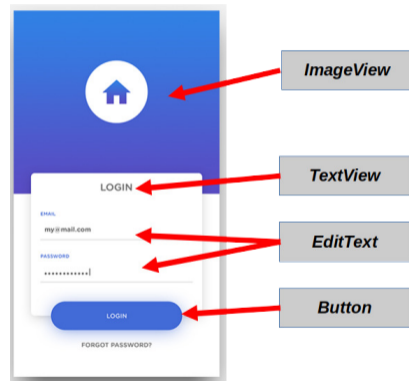 ImageView
LOGIN
TextView
EMAIL
my@mail.com
EditText
PASSWORD
............|
Button
LOGIN
FORGOT PASSWORD?